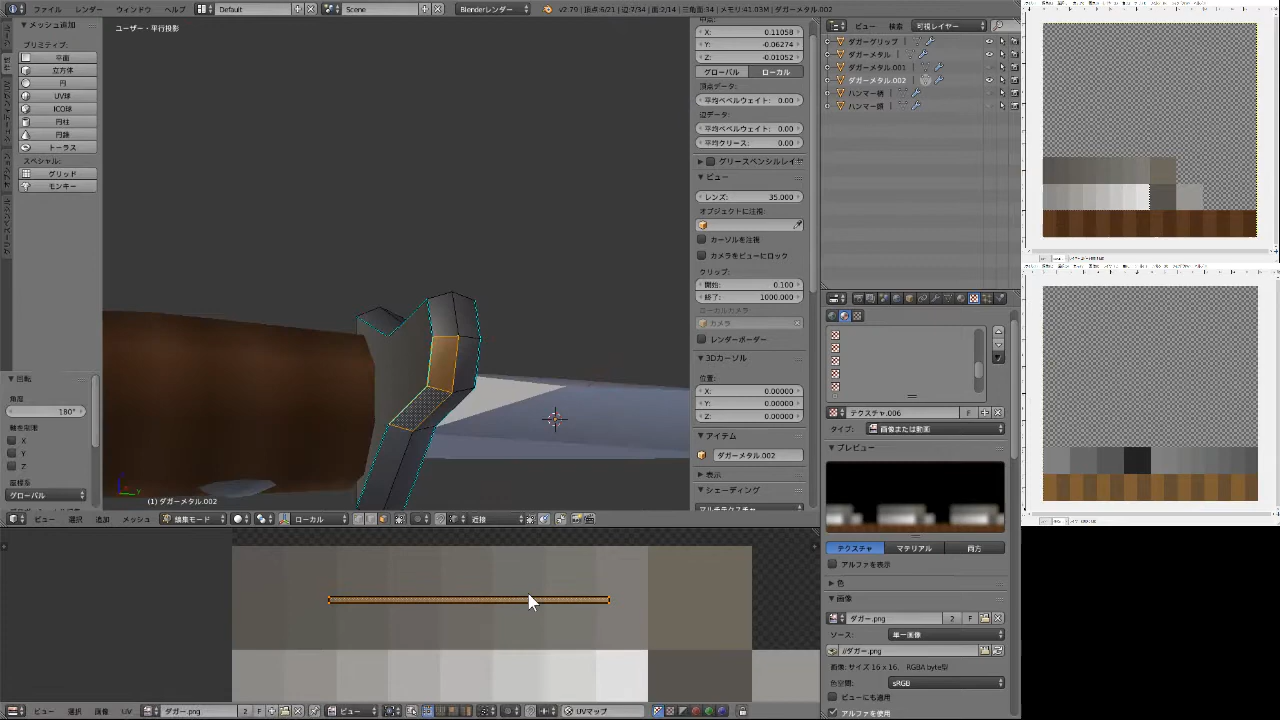 ファイル レンダー ウィンドウ ヘルプ Default Scene Blenderレンダー v2.79 | 頂点:6/21 | 辺:7/34 | 面:2/14 | 三角面:34 | メモリ:41.03M | ダガーメタル.002
メッシュ追加
プリミティブ:
平面
立方体
円
UV球
ICO球
円柱
円錐
トーラス
スペシャル:
グリッド
モンキー
回転
角度
180°
軸を制限
X
Y
Z
座標系
グローバル
ユーザー・平行投影
(1) ダガーメタル.002
X: 0.11058
Y: -0.06274
Z: -0.01052
グローバル ローカル
頂点データ:
平均ベベルウェイト: 0.00
辺データ:
平均ベベルウェイト: 0.00
平均クリース: 0.00
グリースペンシルレイ
ビュー
レンズ: 35.000
オブジェクトに注視:
カーソルを注視
カメラをビューにロック
クリップ:
開始: 0.100
終了: 1000.000
ローカルカメラ
カメラ
レンダーボーダー
3Dカーソル
位置:
X: 0.00000
Y: 0.00000
Z: 0.00000
アイテム
ダガーメタル.002
表示
シェーディング
マルチテクスチャ
ビュー 選択 追加 メッシュ 編集モード ローカル 近接
ビュー 選択 画像 UV ダガー.png 2 F ビュー UVマップ
ビュー 検索 可視レイヤー
ダガーグリップ
ダガーメタル
ダガーメタル.001
ダガーメタル.002
ハンマー柄
ハンマー頭
テクスチャ.006 F
タイプ: 画像または動画
プレビュー
テクスチャ マテリアル 両方
アルファを表示
色
画像
ダガー.png 2 F
ソース: 単一画像
//ダガー.png
画像: サイズ 16 x 16, RGBA byte型
色空間: sRGB
ビューにも適用
アルファを使用